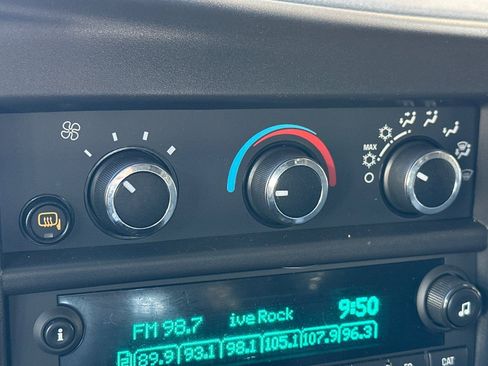 MAX
FM 98.7 ive Rock 9:50
89.9 93.1 98.1 105.1 107.9 96.3
i
CAT